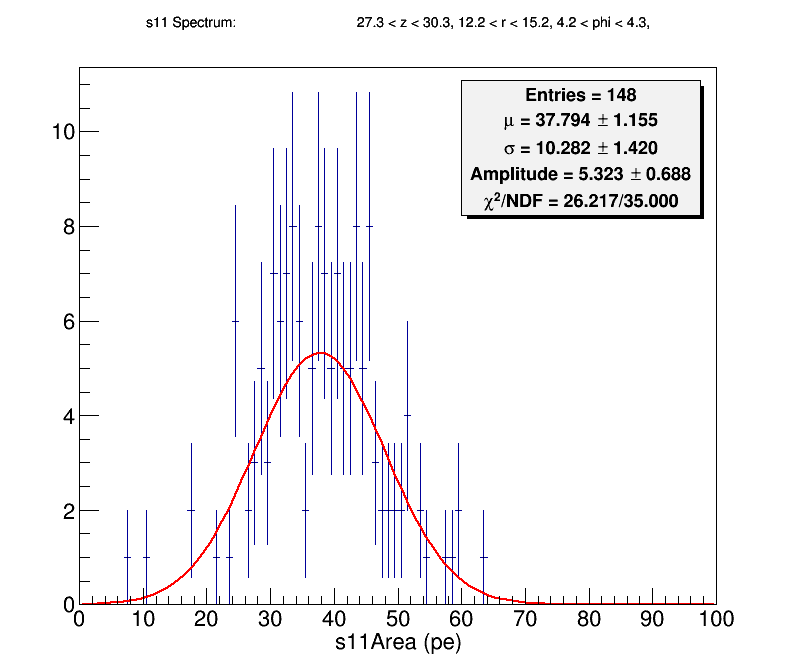 s11 Spectrum: 27.3 < z < 30.3, 12.2 < r < 15.2, 4.2 < phi < 4.3,
Entries = 148
μ = 37.794 ± 1.155
σ = 10.282 ± 1.420
Amplitude = 5.323 ± 0.688
χ²/NDF = 26.217/35.000
10
8
6
4
2
0
0 10 20 30 40 50 60 70 80 90 100
s11Area (pe)